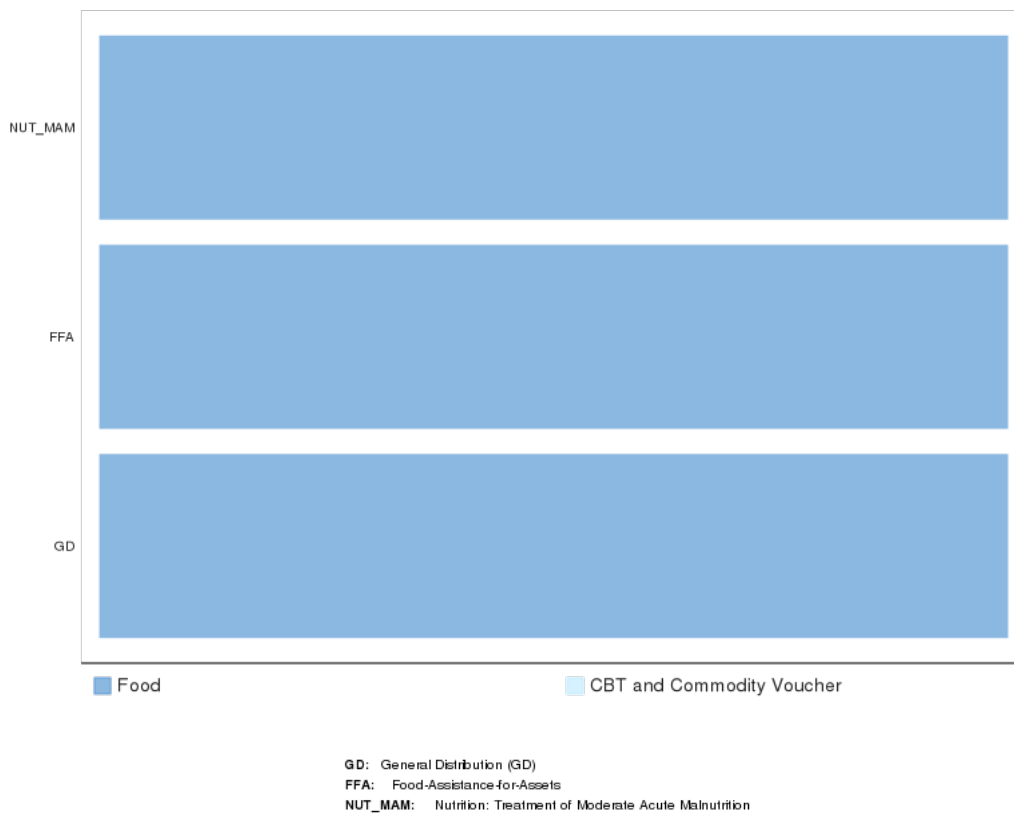 NUT_MAM
FFA
GD
Food
CBT and Commodity Voucher
GD: General Distribution (GD)
FFA: Food-Assistance-for-Assets
NUT_MAM: Nutrition: Treatment of Moderate Acute Malnutrition